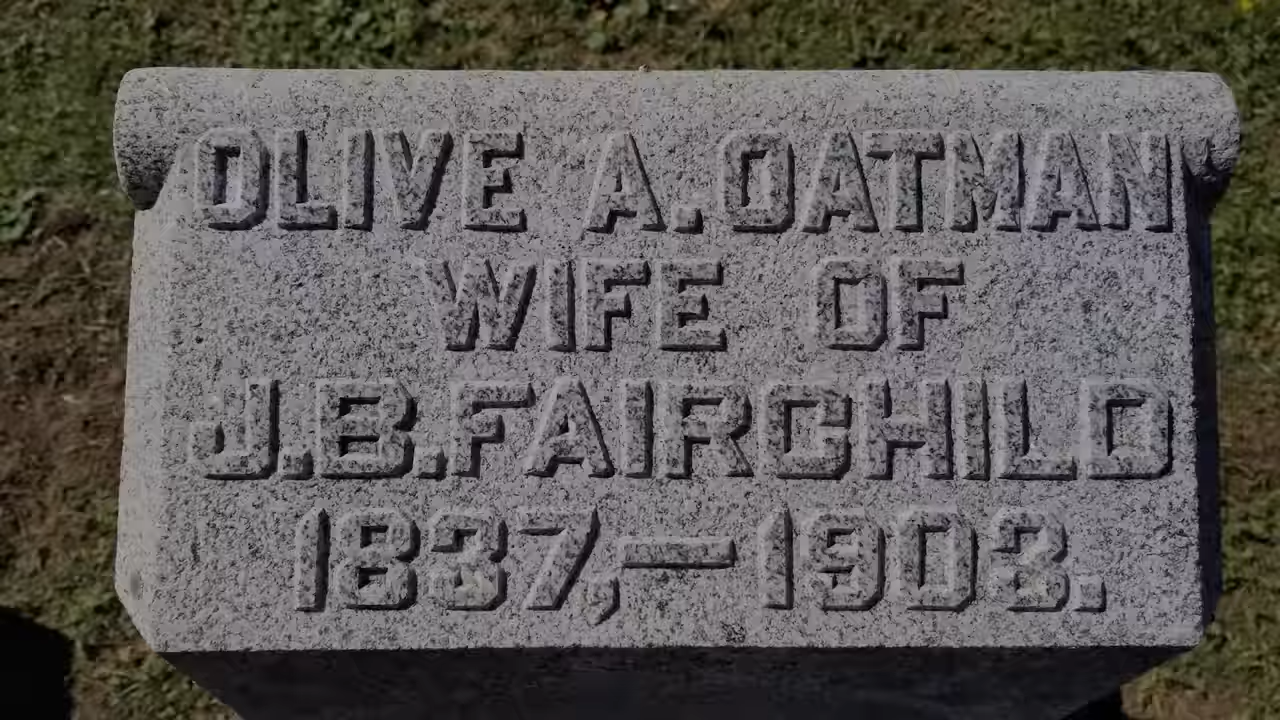 OLIVE A. OATMAN
WIFE OF
J.B. FAIRCHILD
1837,—1903.